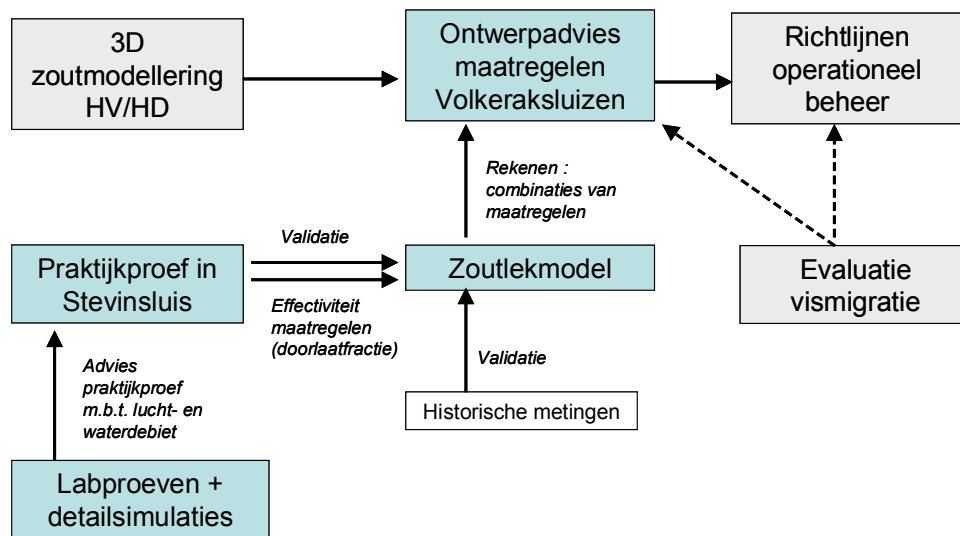 3D
zoutmodellering
HV/HD
Ontwerpadvies
maatregelen
Volkeraksluizen
Richtlijnen
operationeel
beheer
Rekenen :
combinaties van
maatregelen
Validatie
Praktijkproef in
Stevinsluis
Zoutlekmodel
Evaluatie
vismigratie
Effectiviteit
maatregelen
(doorlaatfractie)
Validatie
Advies
praktijkproef
m.b.t. lucht- en
waterdebiet
Historische metingen
Labproeven +
detailsimulaties